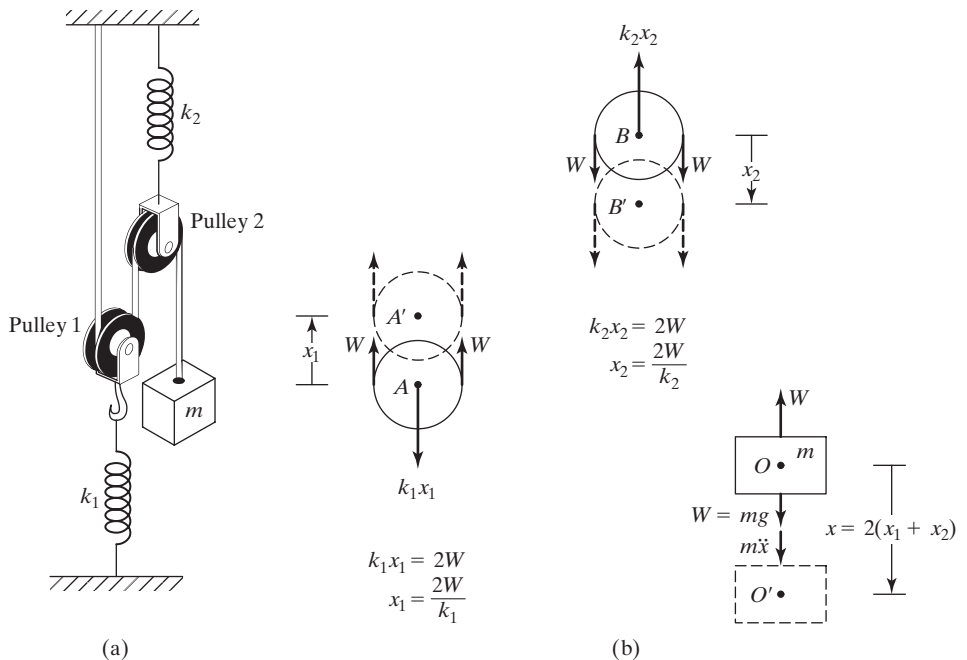 k₂
Pulley 2
Pulley 1
m
k₁
(a)
A′
x₁
W
W
A
k₁x₁
k₁x₁ = 2W
x₁ = 2W/k₁
k₂x₂
B
W
W
x₂
B′
k₂x₂ = 2W
x₂ = 2W/k₂
W
O
m
W = mg
mẍ
x = 2(x₁ + x₂)
O′
(b)